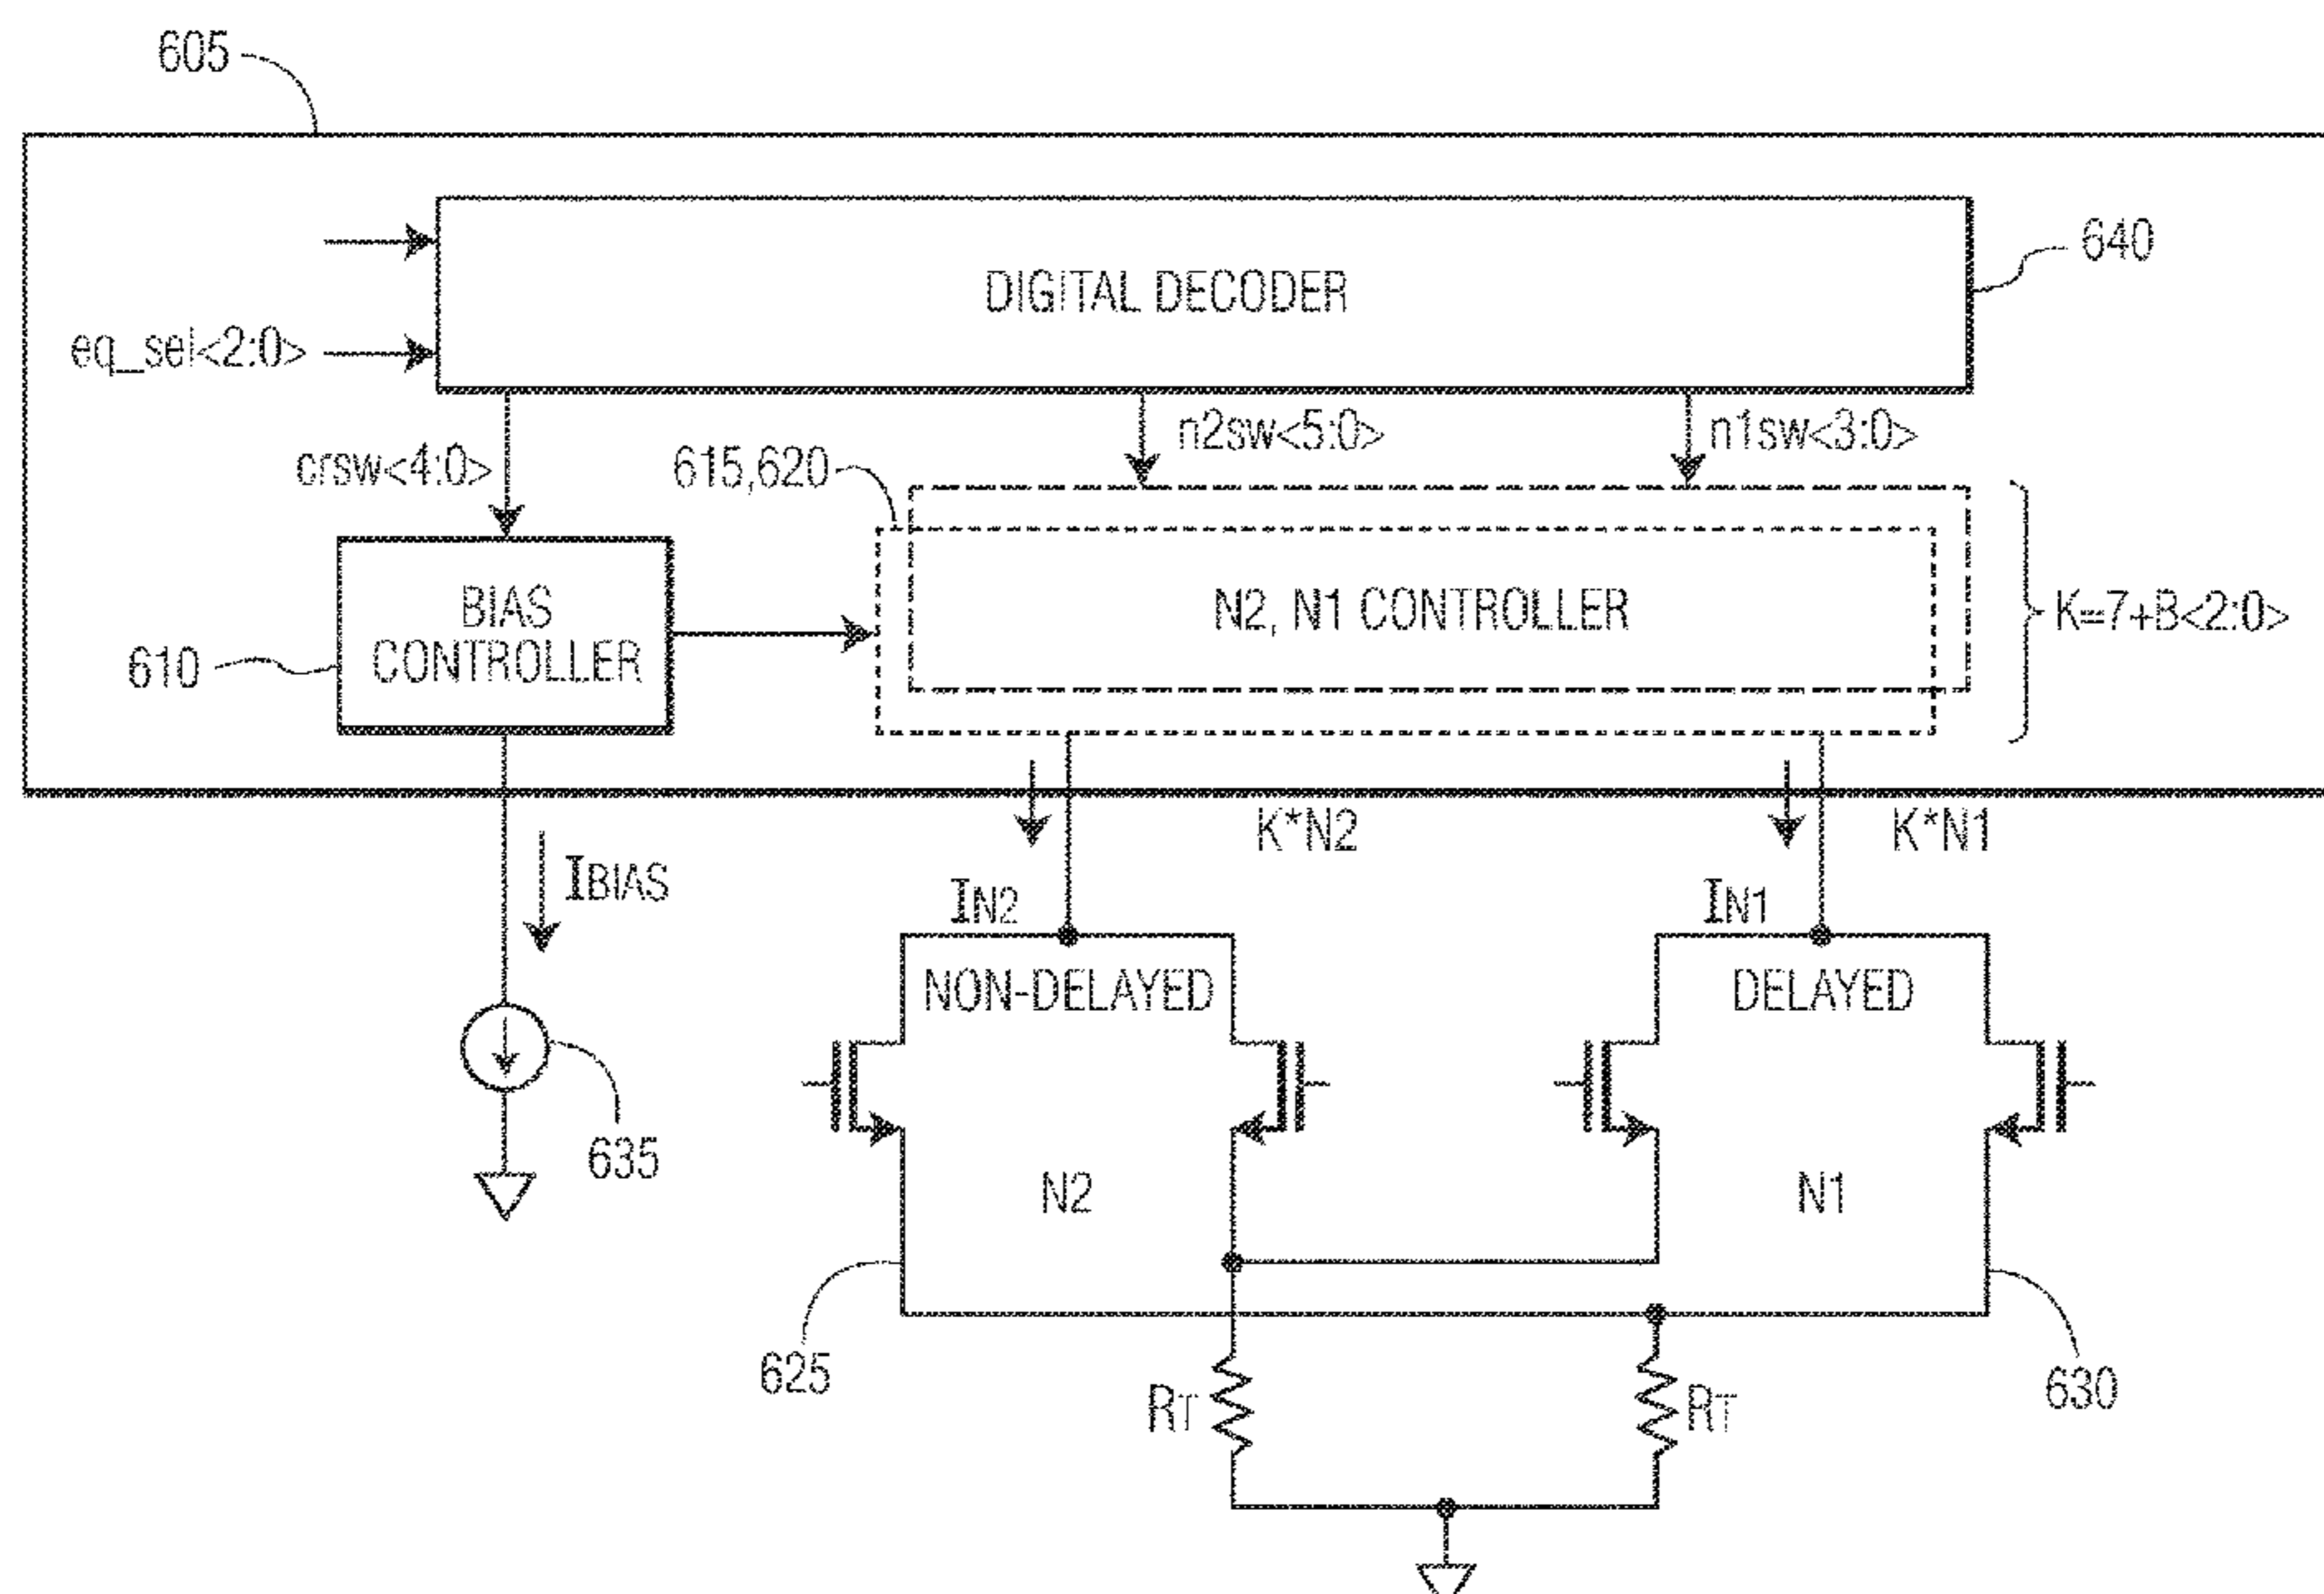 605
DIGITAL DECODER
640
eq_sel<2:0>
crsw<4:0>
n2sw<5:0>
n1sw<3:0>
615,620
BIAS
CONTROLLER
610
N2, N1 CONTROLLER
K=7+B<2:0>
K*N2
K*N1
IBIAS
IN2
IN1
NON-DELAYED
DELAYED
635
N2
N1
625
630
RT
RT